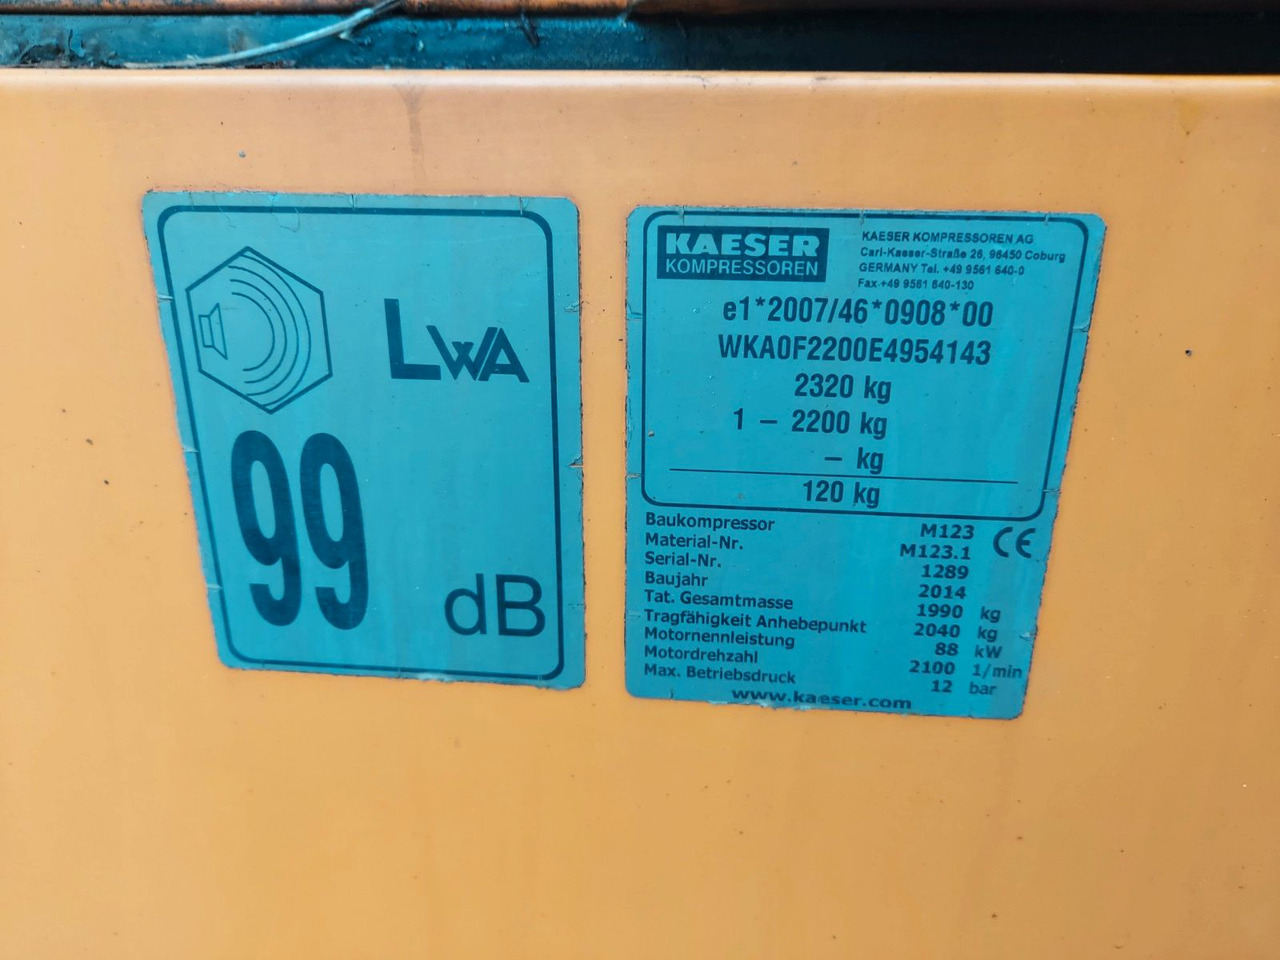 LWA
99
dB
KAESER
KOMPRESSOREN
KAESER KOMPRESSOREN AG
Carl-Kaeser-Straße 26, 96450 Coburg
GERMANY Tel. +49 9561 640-0
Fax +49 9561 640-130
e1*2007/46*0908*00
WKA0F2200E4954143
2320 kg
1 – 2200 kg
– kg
120 kg
Baukompressor M123
Material-Nr. M123.1
Serial-Nr. 1289
Baujahr 2014
Tat. Gesamtmasse 1990 kg
Tragfähigkeit Anhebepunkt 2040 kg
Motornennleistung 88 kW
Motordrehzahl 2100 1/min
Max. Betriebsdruck 12 bar
CE
www.kaeser.com